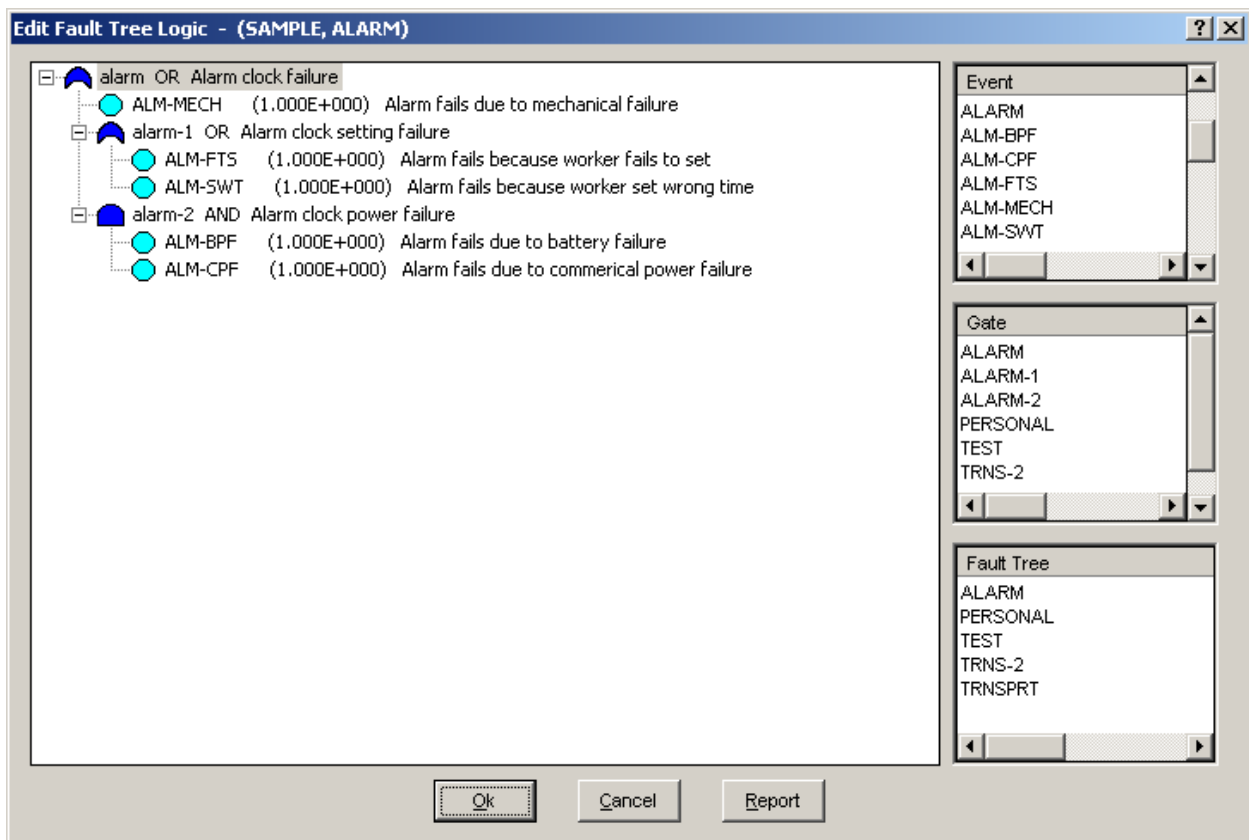 Edit Fault Tree Logic - (SAMPLE, ALARM)
alarm OR Alarm clock failure
ALM-MECH (1.000E+000) Alarm fails due to mechanical failure
alarm-1 OR Alarm clock setting failure
ALM-FTS (1.000E+000) Alarm fails because worker fails to set
ALM-SWT (1.000E+000) Alarm fails because worker set wrong time
alarm-2 AND Alarm clock power failure
ALM-BPF (1.000E+000) Alarm fails due to battery failure
ALM-CPF (1.000E+000) Alarm fails due to commerical power failure
Event
ALARM
ALM-BPF
ALM-CPF
ALM-FTS
ALM-MECH
ALM-SWT
Gate
ALARM
ALARM-1
ALARM-2
PERSONAL
TEST
TRNS-2
Fault Tree
ALARM
PERSONAL
TEST
TRNS-2
TRNSPRT
Ok Cancel Report